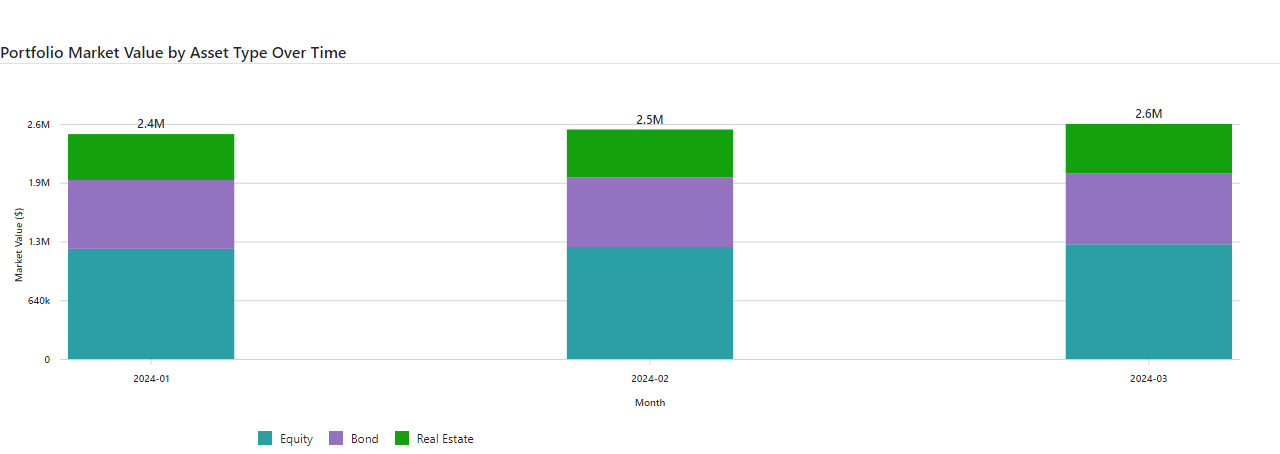 Portfolio Market Value by Asset Type Over Time
2.4M
2.5M
2.6M
2.6M
1.9M
1.3M
640k
0
Market Value ($)
2024-01
2024-02
2024-03
Month
Equity
Bond
Real Estate